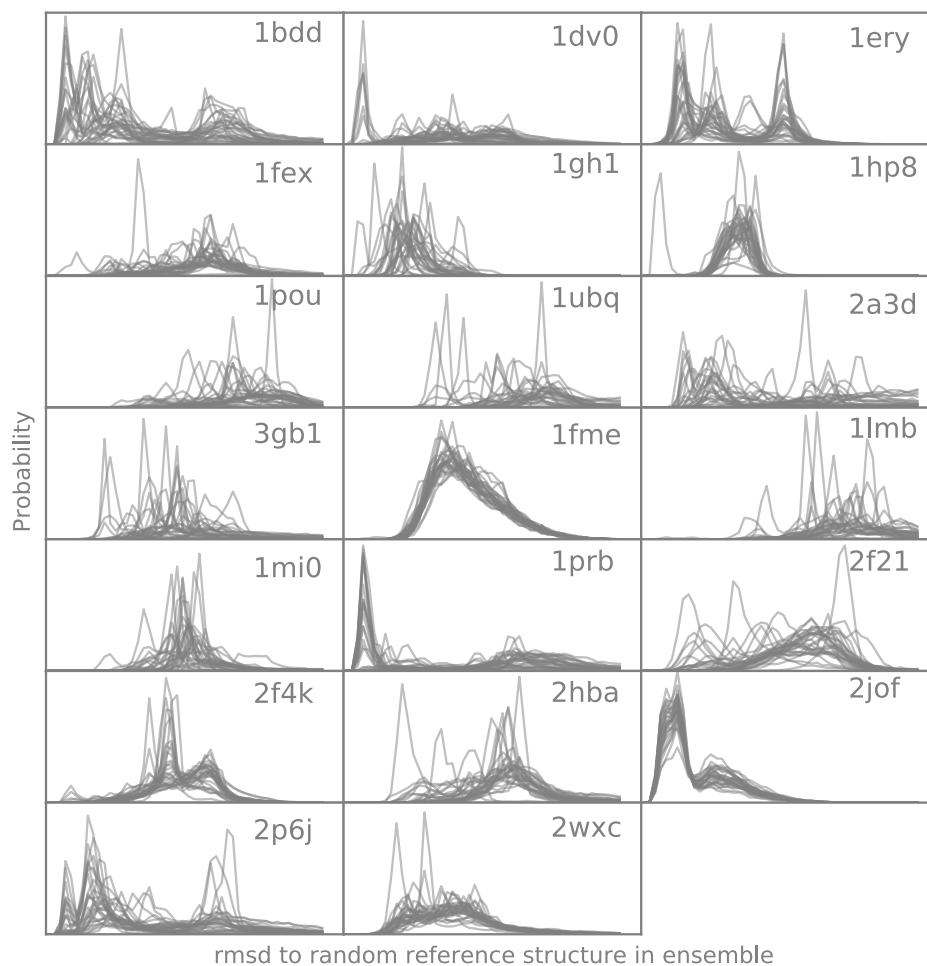 1bdd
1dv0
1ery
1fex
1gh1
1hp8
1pou
1ubq
2a3d
3gb1
1fme
1lmb
1mi0
1prb
2f21
2f4k
2hba
2jof
2p6j
2wxc
Probability
rmsd to random reference structure in ensemble